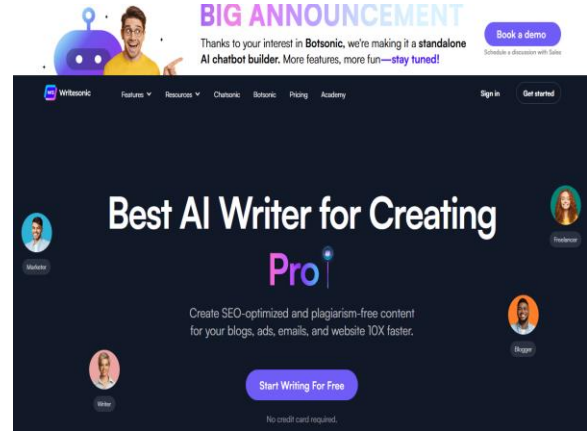 BIG ANNOUNCEMENT
Thanks to your interest in Botsonic, we're making it a standalone
AI chatbot builder. More features, more fun—stay tuned!
Book a demo
Schedule a discussion with Sales
WS Writesonic Features Resources Chatsonic Botsonic Pricing Academy Sign in Get started
Best AI Writer for Creating
Pro
Marketer
Freelancer
Create SEO-optimized and plagiarism-free content
for your blogs, ads, emails, and website 10X faster.
Blogger
Writer
Start Writing For Free
No credit card required.